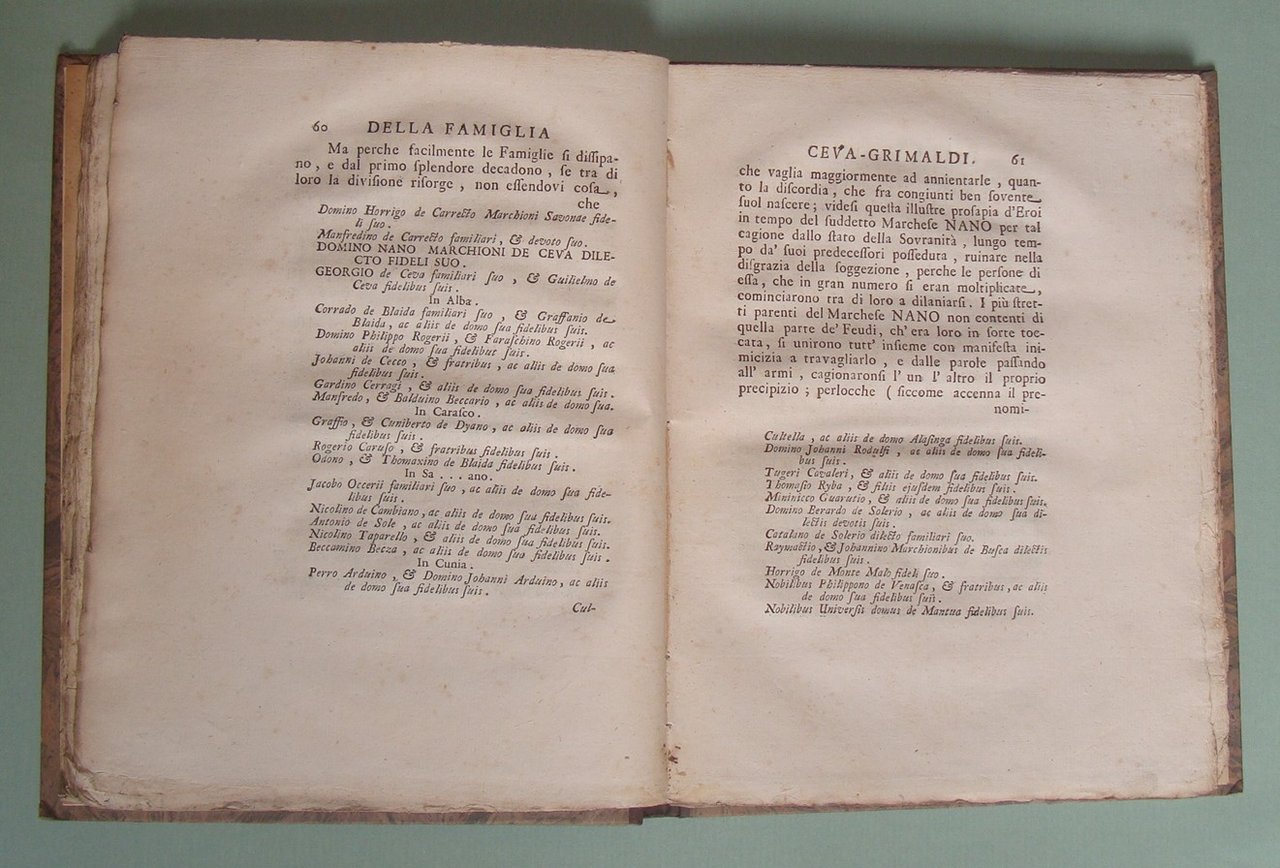 60 DELLA FAMIGLIA
Ma perche facilmente le Famiglie ſi diſſipa-
no, e dal primo ſplendore decadono, ſe tra di
loro la diviſione riſorge, non eſſendovi coſa,
che
Domino Horrigo de Carrecto Marchioni Savonae fide-
li ſuo.
Manfredino de Carrecto familiari, & devoto ſuo.
DOMINO NANO MARCHIONI DE CEVA DILE-
CTO FIDELI SUO.
GEORGIO de Ceva familiari ſuo, & Guilielmo de
Ceva fidelibus ſuis.
In Alba.
Corrado de Blaida familiari ſuo, & Graffanio de
Blaida, ac aliis de domo ſua fidelibus ſuis.
Domino Philippo Rogerii, & Faraſchino Rogerii, ac
aliis de domo ſua fidelibus ſuis.
Johanni de Cecco, & fratribus, ac aliis de domo ſua
fidelibus ſuis.
Gardino Cerragi, & aliis de domo ſua fidelibus ſuis.
Manfredo, & Balduino Beccario, ac aliis de domo ſua.
In Caraſco.
Graffio, & Cuniberto de Dyano, ac aliis de domo ſua
fidelibus ſuis.
Rogerio Caruſo, & fratribus ſuis.
Odono, & Thomaxino de Blaida fidelibus ſuis.
In Sa . . . ano.
Jacobo Occerii familiari ſuo, ac aliis de domo ſua fide-
libus ſuis.
Nicolino de Cambiano, ac aliis de domo ſua fidelibus ſuis.
Antonio de Sole, ac aliis de domo ſua fidelibus ſuis.
Nicolino Taparello, & aliis de domo ſua fidelibus ſuis.
Beccamino Becza, ac aliis de domo ſua fidelibus ſuis.
In Cunia.
Perro Arduino, & Domino Johanni Arduino, ac aliis
de domo ſua fidelibus ſuis.
Cul-
CEVA-GRIMALDI. 61
che vaglia maggiormente ad annientarle, quan-
to la diſcordia, che fra congiunti ben ſovente
ſuol naſcere; videſi queſta illuſtre proſapia d'Eroi
in tempo del ſuddetto Marcheſe NANO per tal
cagione dallo ſtato della Sovranità, lungo tem-
po da' ſuoi predeceſſori poſſeduta, ruinare nella
diſgrazia della ſoggezione, perche le perſone di
eſſa, che in gran numero ſi eran moltiplicate,
cominciarono tra di loro a dilaniarſi. I più ſtret-
ti parenti del Marcheſe NANO non contenti di
quella parte de' Feudi, ch' era loro in ſorte toc-
cata, ſi unirono tutt' inſieme con manifeſta ini-
micizia a travagliarlo, e dalle parole paſſando
all' armi, cagionaronſi l' un l' altro il proprio
precipizio; perlocche ( ſiccome accenna il pre-
nomi-
Cultella, ac aliis de domo Alaſinga fidelibus ſuis.
Domino Johanni Rodulfi, ac aliis de domo ſua fideli-
bus ſuis.
Tugeri Cavaleri, & aliis de domo ſua fidelibus ſuis.
Thomaſio Ryba, & filiis ejuſdem fidelibus ſuis.
Mininicco Guarutio, & aliis de domo ſua fidelibus ſuis.
Domino Berardo de Solerio, ac aliis de domo ſua di-
lectis devotis ſuis.
Catalano de Solerio dilecto familiari ſuo.
Raymactio, & Johannino Marchionibus de Buſca dilectis
fidelibus ſuis.
Horrigo de Monte Malo fideli ſuo.
Nobilibus Philippono de Venaſca, & fratribus, ac aliis
de domo ſua fidelibus ſuis.
Nobilibus Univerſis domus de Mantua fidelibus ſuis.